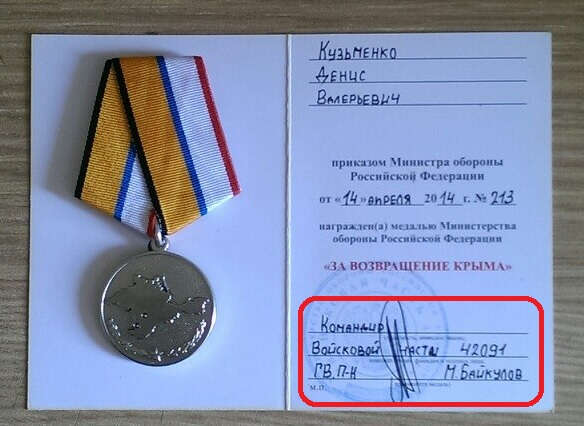 Кузьменко
Денис
Валерьевич
приказом Министра обороны
Российской Федерации
от «14» апреля 2014 г. № 213
награжден(а) медалью Министерства
обороны Российской Федерации
«ЗА ВОЗВРАЩЕНИЕ КРЫМА»
Командир
Войсковой части 42091
ГВ. П-К М. Байкулов
М.П.